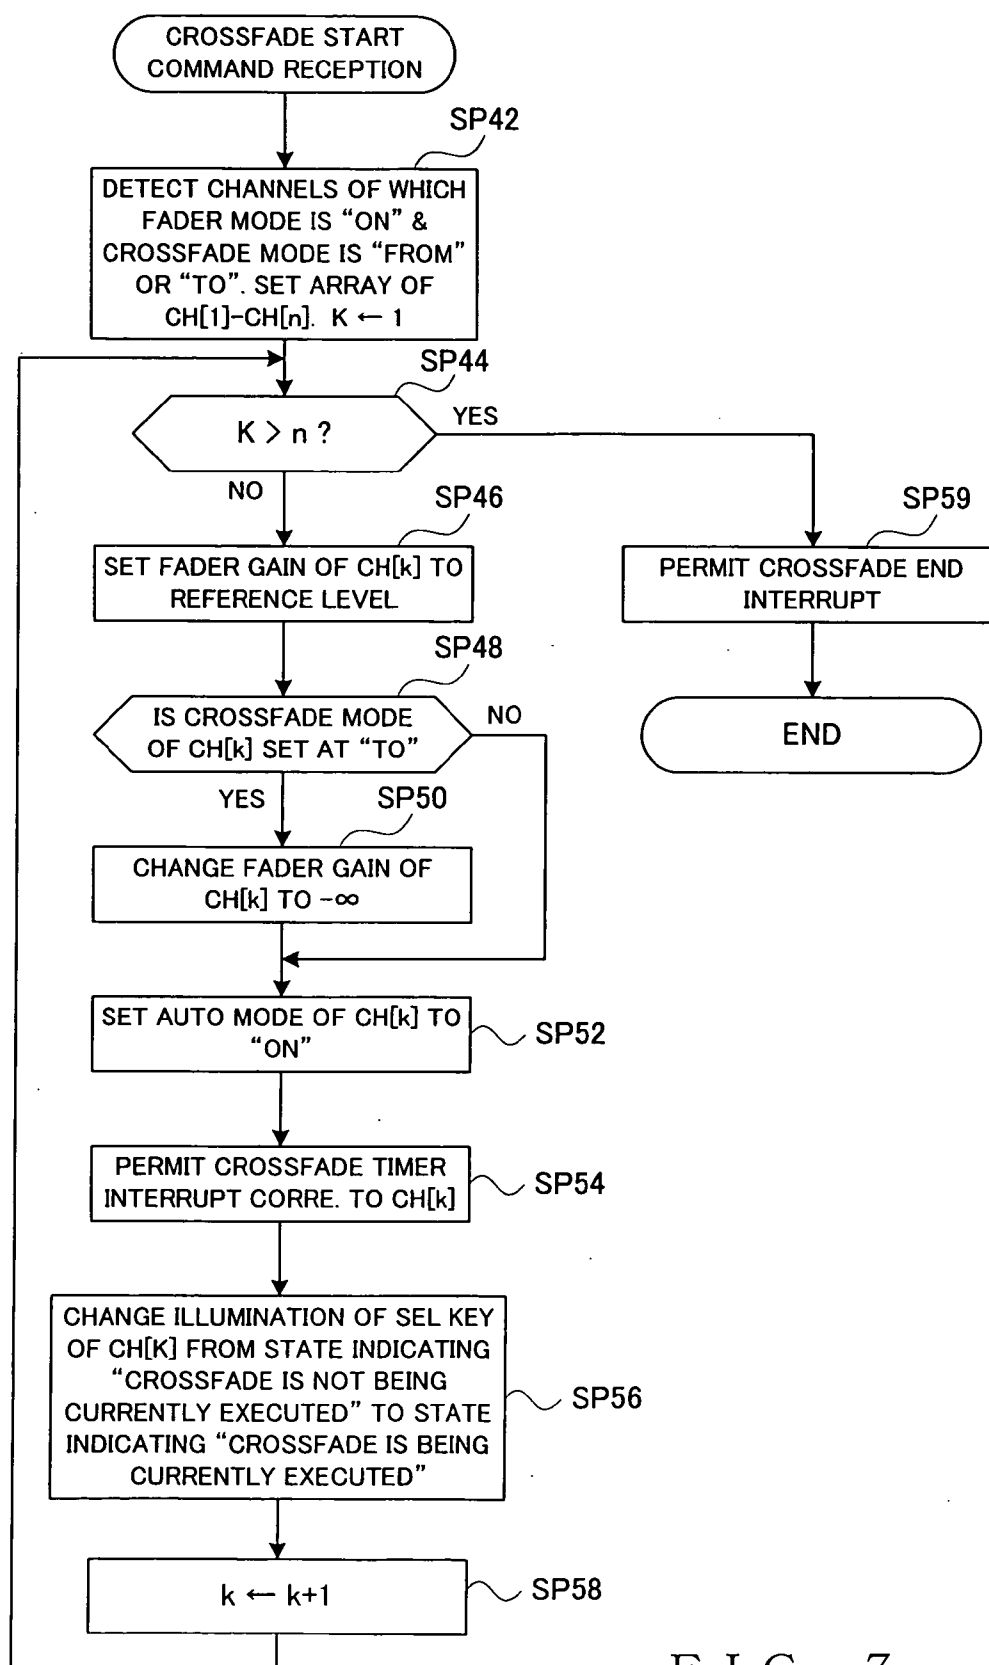 CROSSFADE START
COMMAND RECEPTION
SP42
DETECT CHANNELS OF WHICH
FADER MODE IS “ON” &
CROSSFADE MODE IS “FROM”
OR “TO”. SET ARRAY OF
CH[1]-CH[n]. K ← 1
SP44
K > n ?
YES
NO
SP46
SET FADER GAIN OF CH[k] TO
REFERENCE LEVEL
SP59
PERMIT CROSSFADE END
INTERRUPT
END
SP48
IS CROSSFADE MODE
OF CH[k] SET AT “TO”
NO
YES
SP50
CHANGE FADER GAIN OF
CH[k] TO -∞
SET AUTO MODE OF CH[k] TO
“ON”
SP52
PERMIT CROSSFADE TIMER
INTERRUPT CORRE. TO CH[k]
SP54
CHANGE ILLUMINATION OF SEL KEY
OF CH[K] FROM STATE INDICATING
“CROSSFADE IS NOT BEING
CURRENTLY EXECUTED” TO STATE
INDICATING “CROSSFADE IS BEING
CURRENTLY EXECUTED”
SP56
k ← k+1
SP58
FIG. 7